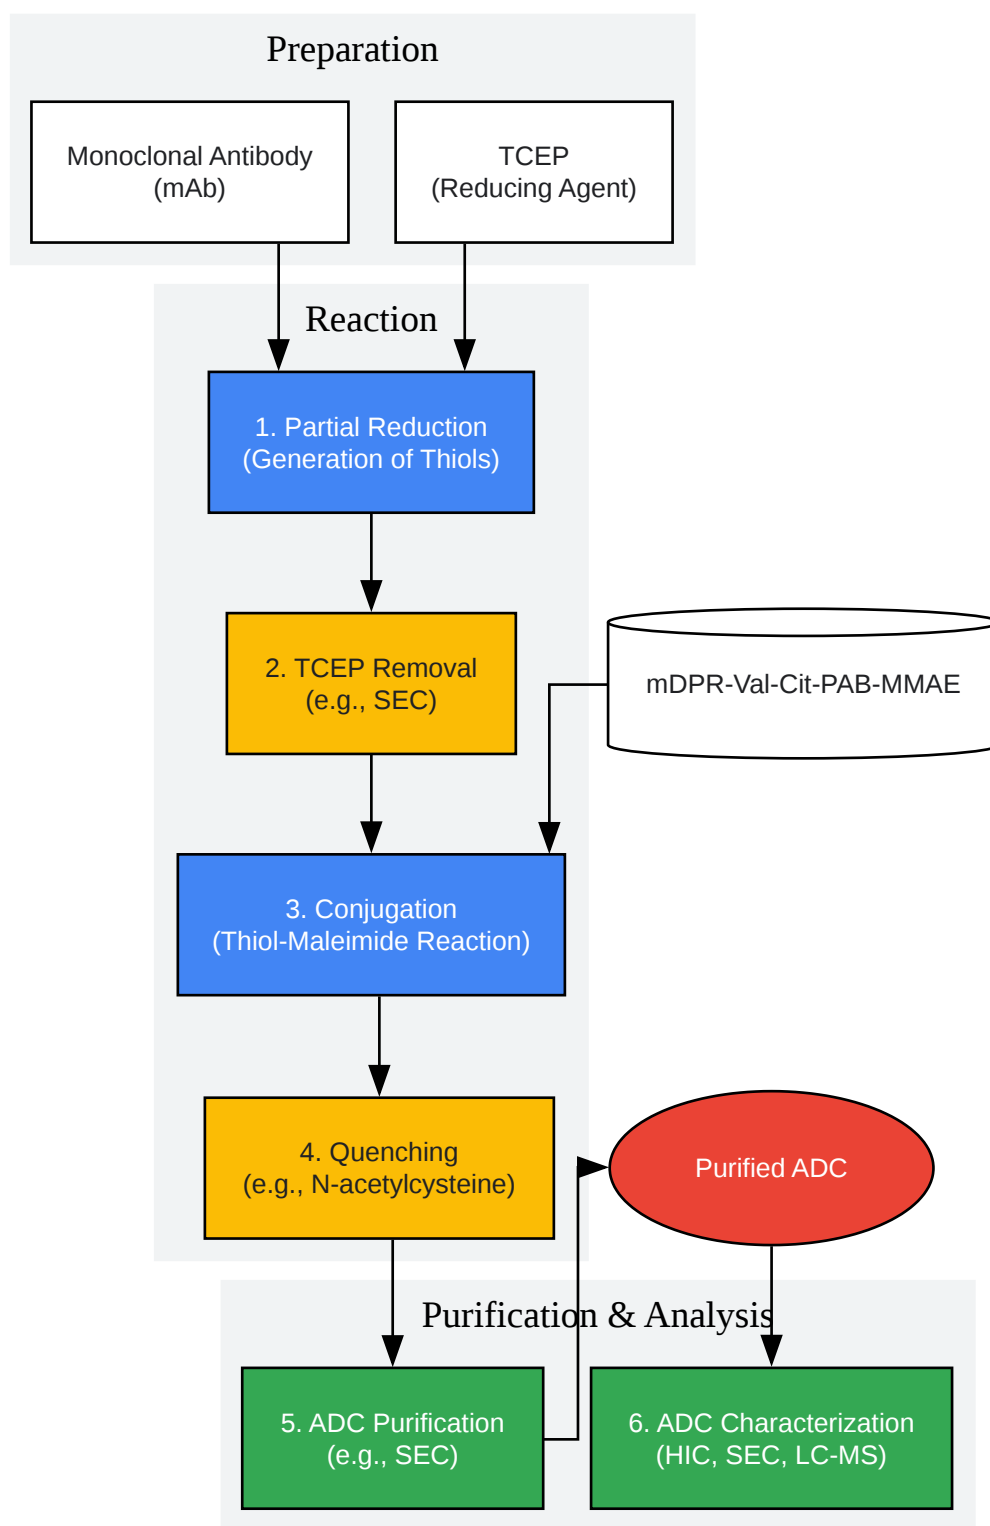 Preparation
Monoclonal Antibody
(mAb)
TCEP
(Reducing Agent)
Reaction
1. Partial Reduction
(Generation of Thiols)
2. TCEP Removal
(e.g., SEC)
mDPR-Val-Cit-PAB-MMAE
3. Conjugation
(Thiol-Maleimide Reaction)
4. Quenching
(e.g., N-acetylcysteine)
Purified ADC
Purification & Analysis
5. ADC Purification
(e.g., SEC)
6. ADC Characterization
(HIC, SEC, LC-MS)